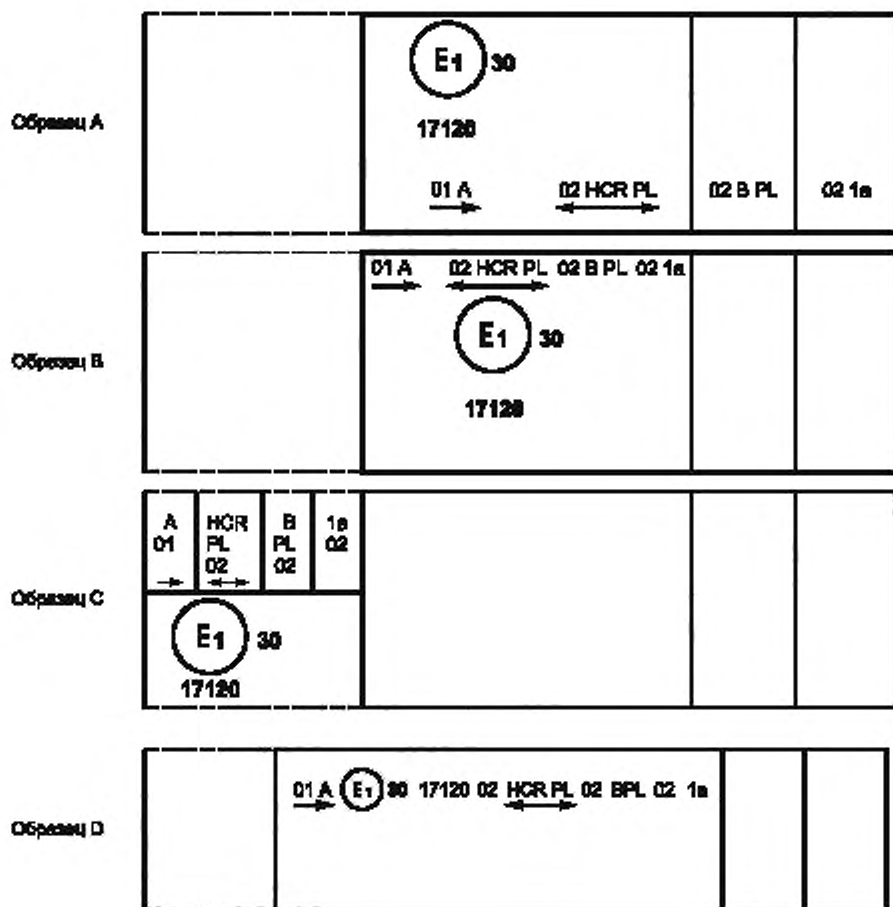 Образец A
E1 30
17120
01 A 02 HCR PL 02 B PL 02 1a
Образец B
01 A 02 HCR PL 02 B PL 02 1a
E1 30
17120
Образец C
A HCR B 1a
01 PL PL 02
02 02
E1 30
17120
Образец D
01 A E1 30 17120 02 HCR PL 02 BPL 02 1a